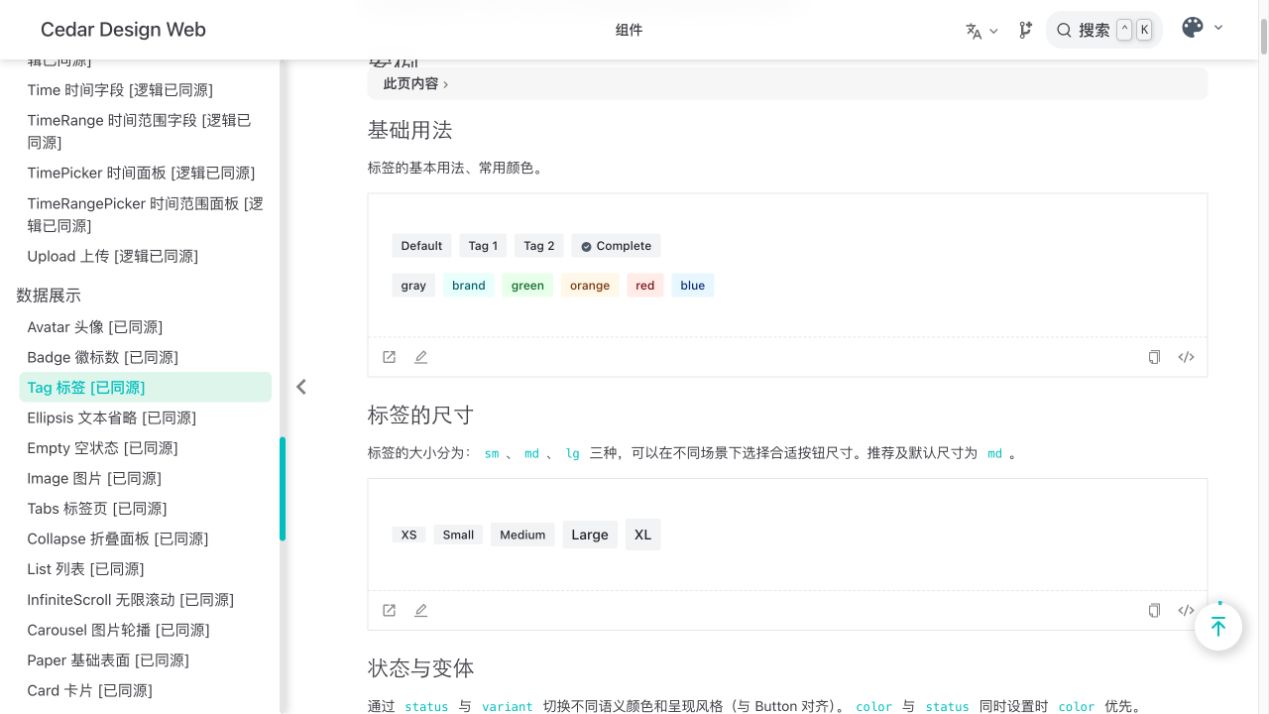 Cedar Design Web
组件
搜索 ^ K
辑已同源]
Time 时间字段 [逻辑已同源]
TimeRange 时间范围字段 [逻辑已
同源]
TimePicker 时间面板 [逻辑已同源]
TimeRangePicker 时间范围面板 [逻
辑已同源]
Upload 上传 [逻辑已同源]
数据展示
Avatar 头像 [已同源]
Badge 徽标数 [已同源]
Tag 标签 [已同源]
Ellipsis 文本省略 [已同源]
Empty 空状态 [已同源]
Image 图片 [已同源]
Tabs 标签页 [已同源]
Collapse 折叠面板 [已同源]
List 列表 [已同源]
InfiniteScroll 无限滚动 [已同源]
Carousel 图片轮播 [已同源]
Paper 基础表面 [已同源]
Card 卡片 [已同源]
案例
此页内容 ›
基础用法
标签的基本用法、常用颜色。
Default Tag 1 Tag 2 Complete
gray brand green orange red blue
标签的尺寸
标签的大小分为： sm 、 md 、 lg 三种，可以在不同场景下选择合适按钮尺寸。推荐及默认尺寸为 md 。
XS Small Medium Large XL
状态与变体
通过 status 与 variant 切换不同语义颜色和呈现风格（与 Button 对齐）。 color 与 status 同时设置时 color 优先。